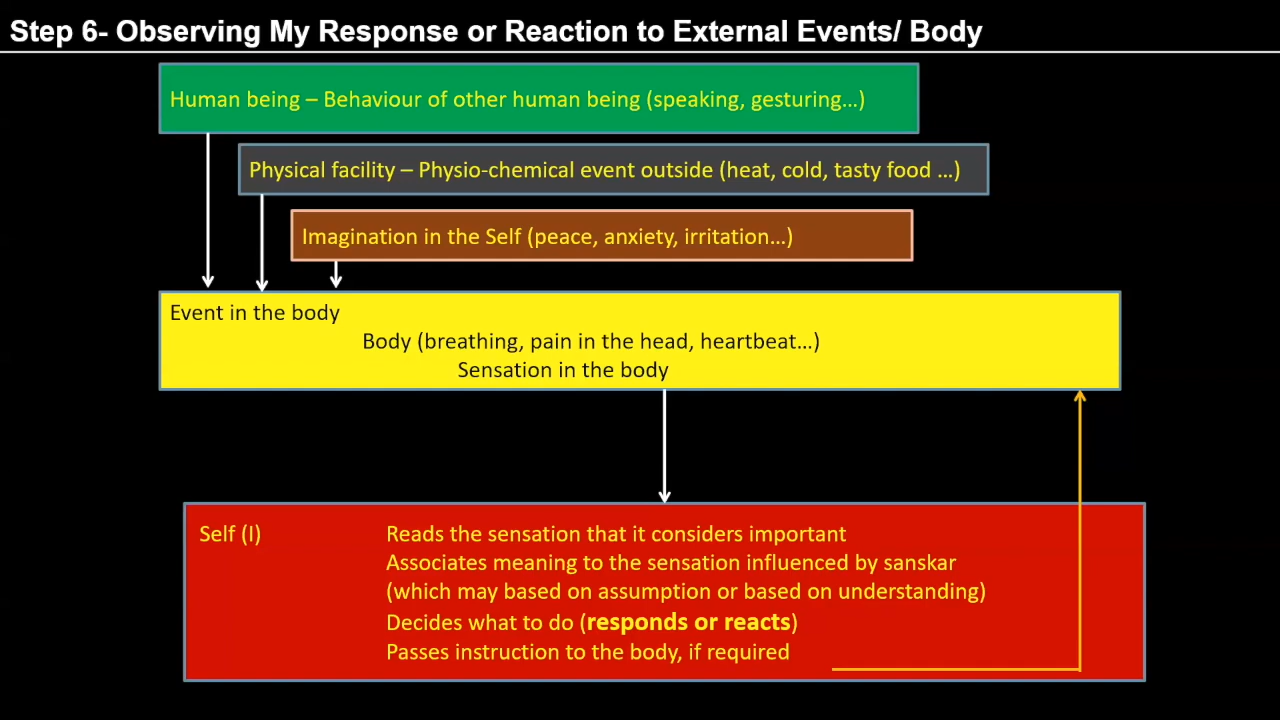 Step 6- Observing My Response or Reaction to External Events/ Body
Human being – Behaviour of other human being (speaking, gesturing...)
Physical facility – Physio-chemical event outside (heat, cold, tasty food ...)
Imagination in the Self (peace, anxiety, irritation...)
Event in the body
Body (breathing, pain in the head, heartbeat...)
Sensation in the body
Self (I) Reads the sensation that it considers important
Associates meaning to the sensation influenced by sanskar
(which may based on assumption or based on understanding)
Decides what to do (responds or reacts)
Passes instruction to the body, if required